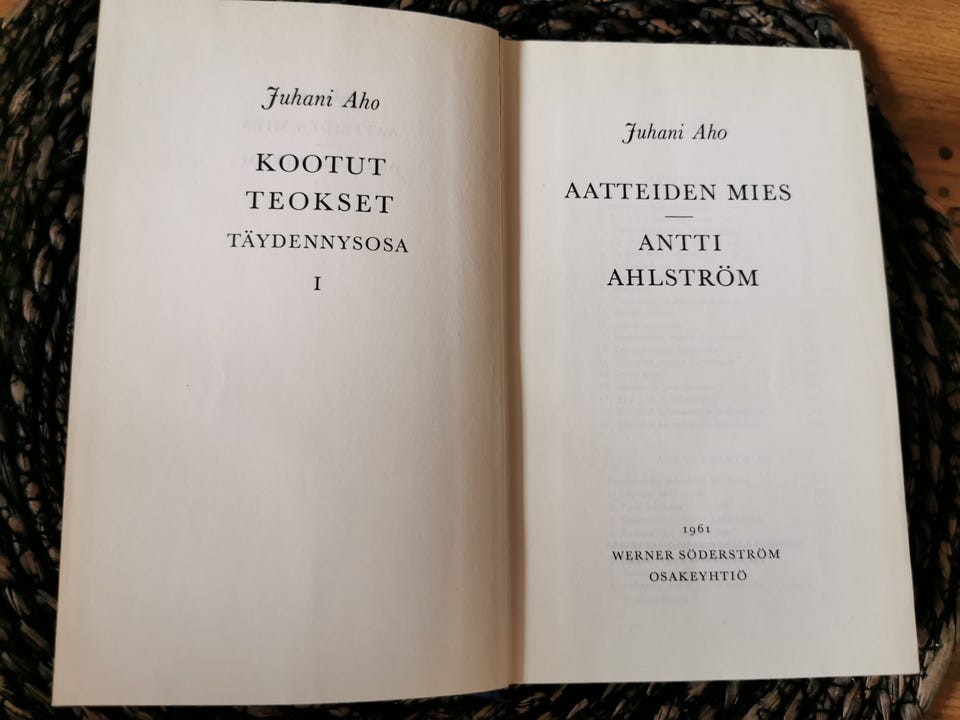 Juhani Aho
KOOTUT
TEOKSET
TÄYDENNYSOSA
I
Juhani Aho
AATTEIDEN MIES
ANTTI
AHLSTRÖM
1961
WERNER SÖDERSTRÖM
OSAKEYHTIÖ